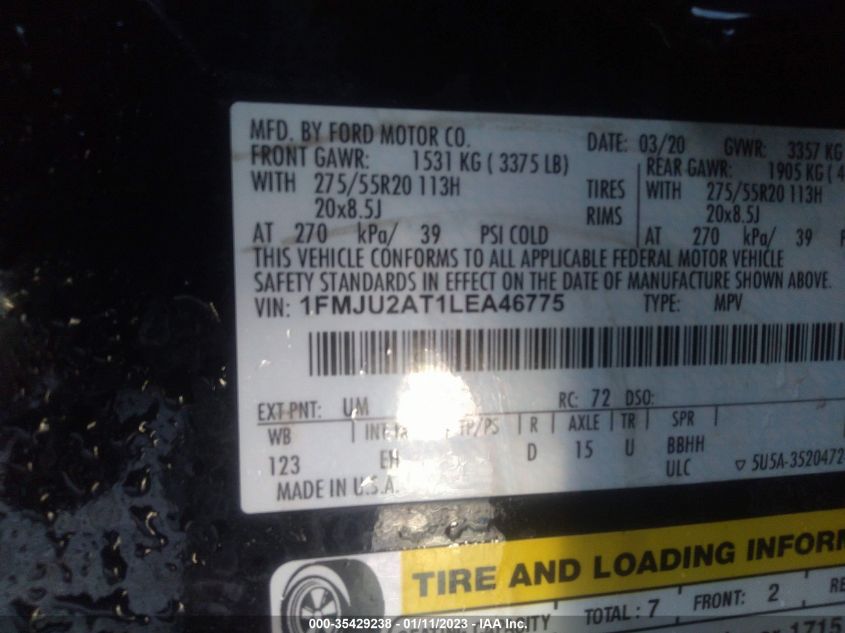 MFD. BY FORD MOTOR CO. DATE: 03/20 GVWR: 3357 KG
FRONT GAWR: 1531 KG ( 3375 LB) REAR GAWR: 1905 KG ( 4
WITH 275/55R20 113H TIRES WITH 275/55R20 113H
20x8.5J RIMS 20x8.5J
AT 270 kPa/ 39 PSI COLD AT 270 kPa/ 39
THIS VEHICLE CONFORMS TO ALL APPLICABLE FEDERAL MOTOR VEHICLE
SAFETY STANDARDS IN EFFECT ON THE DATE OF MANUFACTURE SHOWN ABOVE.
VIN: 1FMJU2AT1LEA46775 TYPE: MPV
EXT PNT: UM RC: 72 DSO:
WB TP/PS R AXLE TR SPR
123 EH D 15 U BBHH
ULC 5U5A-3520472
MADE IN U.S.A.
TIRE AND LOADING
TOTAL: 7 FRONT: 2
1715
000-35429238 - 01/11/2023 - IAA Inc.